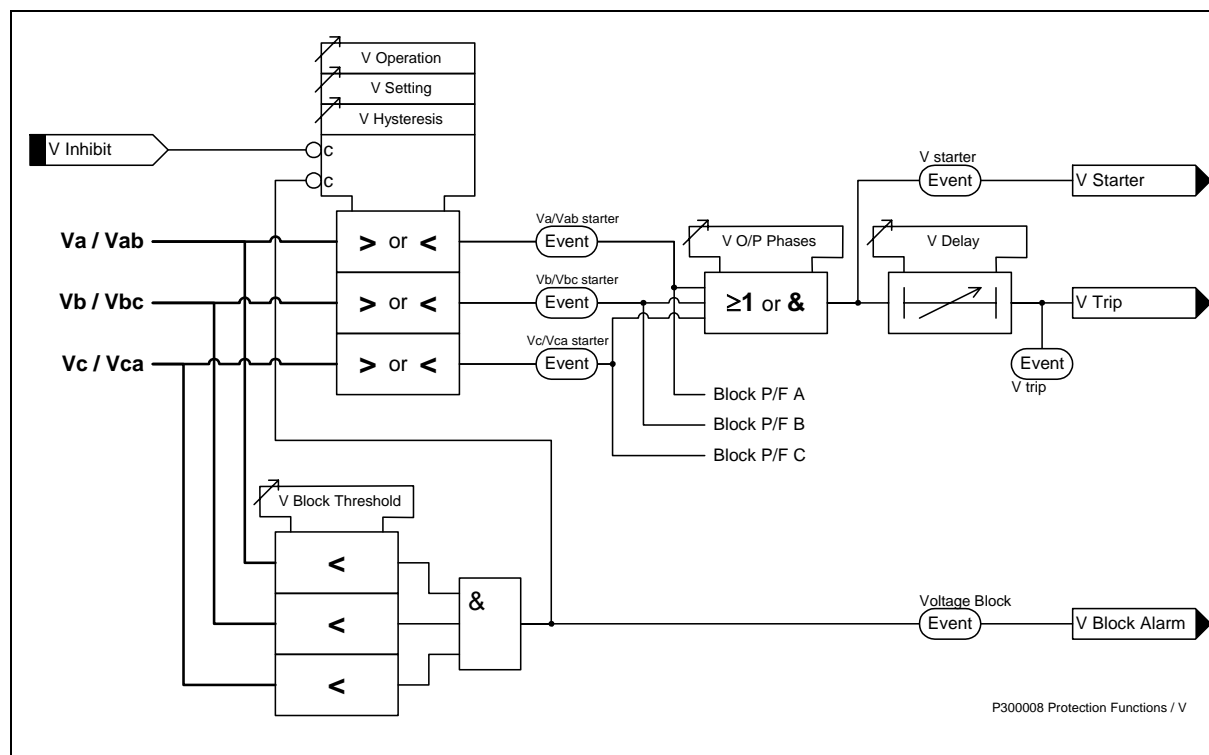 V Operation
V Setting
V Hysteresis
V Inhibit
c
c
V starter
Event
V Starter
Va / Vab
> or <
Va/Vab starter
Event
V O/P Phases
V Delay
Vb / Vbc
> or <
Vb/Vbc starter
Event
≥1 or &
V Trip
Vc / Vca
> or <
Vc/Vca starter
Event
Event
V trip
Block P/F A
Block P/F B
Block P/F C
V Block Threshold
<
<
<
&
Voltage Block
Event
V Block Alarm
P300008 Protection Functions / V